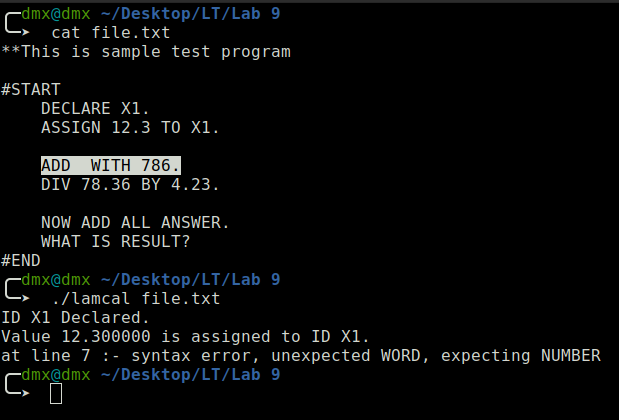 dmx@dmx ~/Desktop/LT/Lab 9
➤ cat file.txt
**This is sample test program
#START
DECLARE X1.
ASSIGN 12.3 TO X1.
ADD  WITH 786.
DIV 78.36 BY 4.23.
NOW ADD ALL ANSWER.
WHAT IS RESULT?
#END
dmx@dmx ~/Desktop/LT/Lab 9
➤ ./lamcal file.txt
ID X1 Declared.
Value 12.300000 is assigned to ID X1.
at line 7 :- syntax error, unexpected WORD, expecting NUMBER
dmx@dmx ~/Desktop/LT/Lab 9
➤